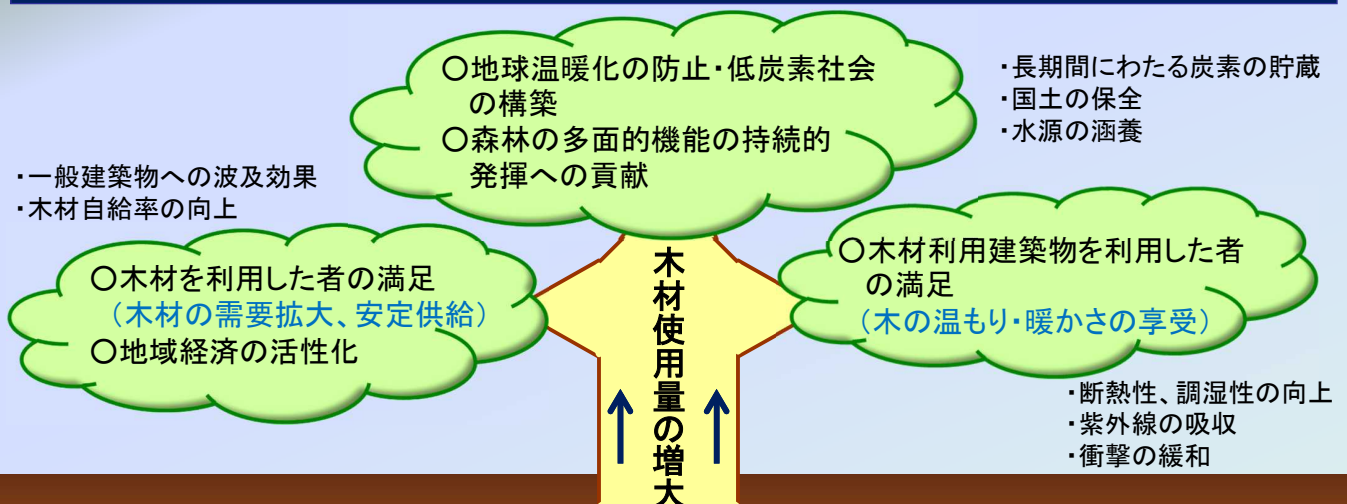 〇地球温暖化の防止・低炭素社会
の構築
〇森林の多面的機能の持続的
発揮への貢献
・長期間にわたる炭素の貯蔵
・国土の保全
・水源の涵養
・一般建築物への波及効果
・木材自給率の向上
〇木材を利用した者の満足
（木材の需要拡大、安定供給）
〇地域経済の活性化
木材使用量の増大
〇木材利用建築物を利用した者
の満足
（木の温もり・暖かさの享受）
・断熱性、調湿性の向上
・紫外線の吸収
・衝撃の緩和